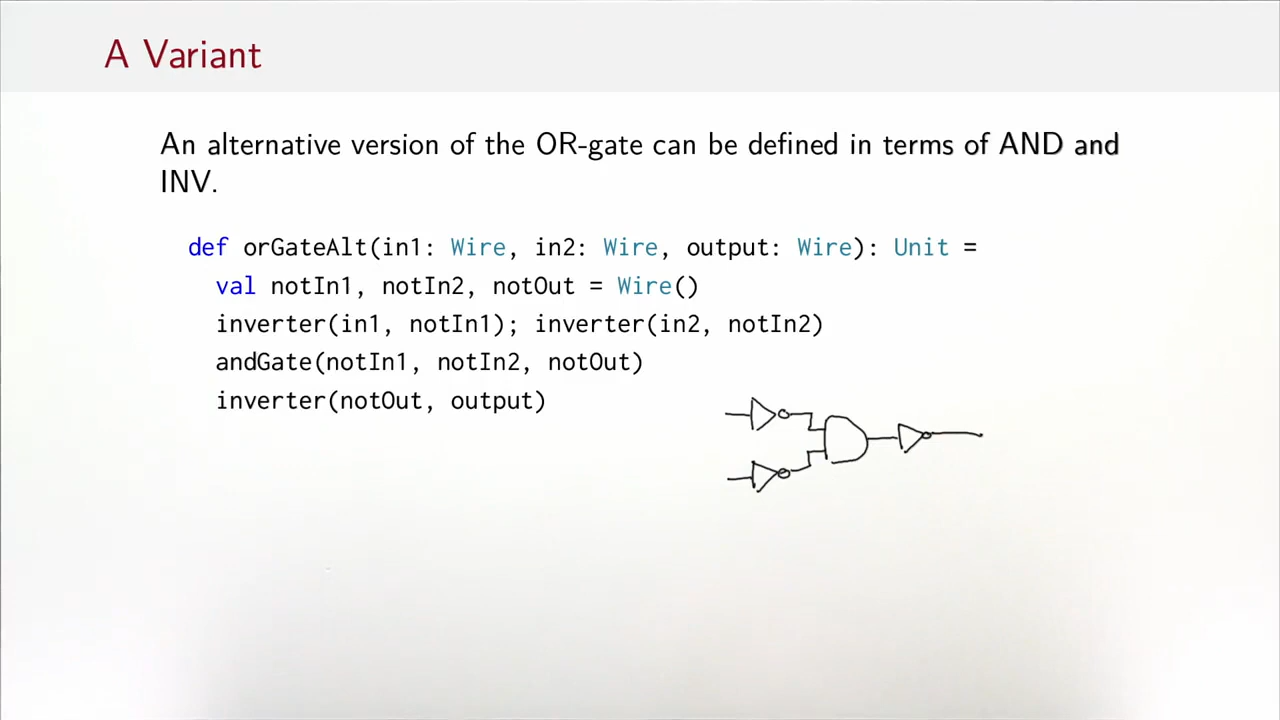 A Variant
An alternative version of the OR-gate can be defined in terms of AND and
INV.
def orGateAlt(in1: Wire, in2: Wire, output: Wire): Unit =
val notIn1, notIn2, notOut = Wire()
inverter(in1, notIn1); inverter(in2, notIn2)
andGate(notIn1, notIn2, notOut)
inverter(notOut, output)